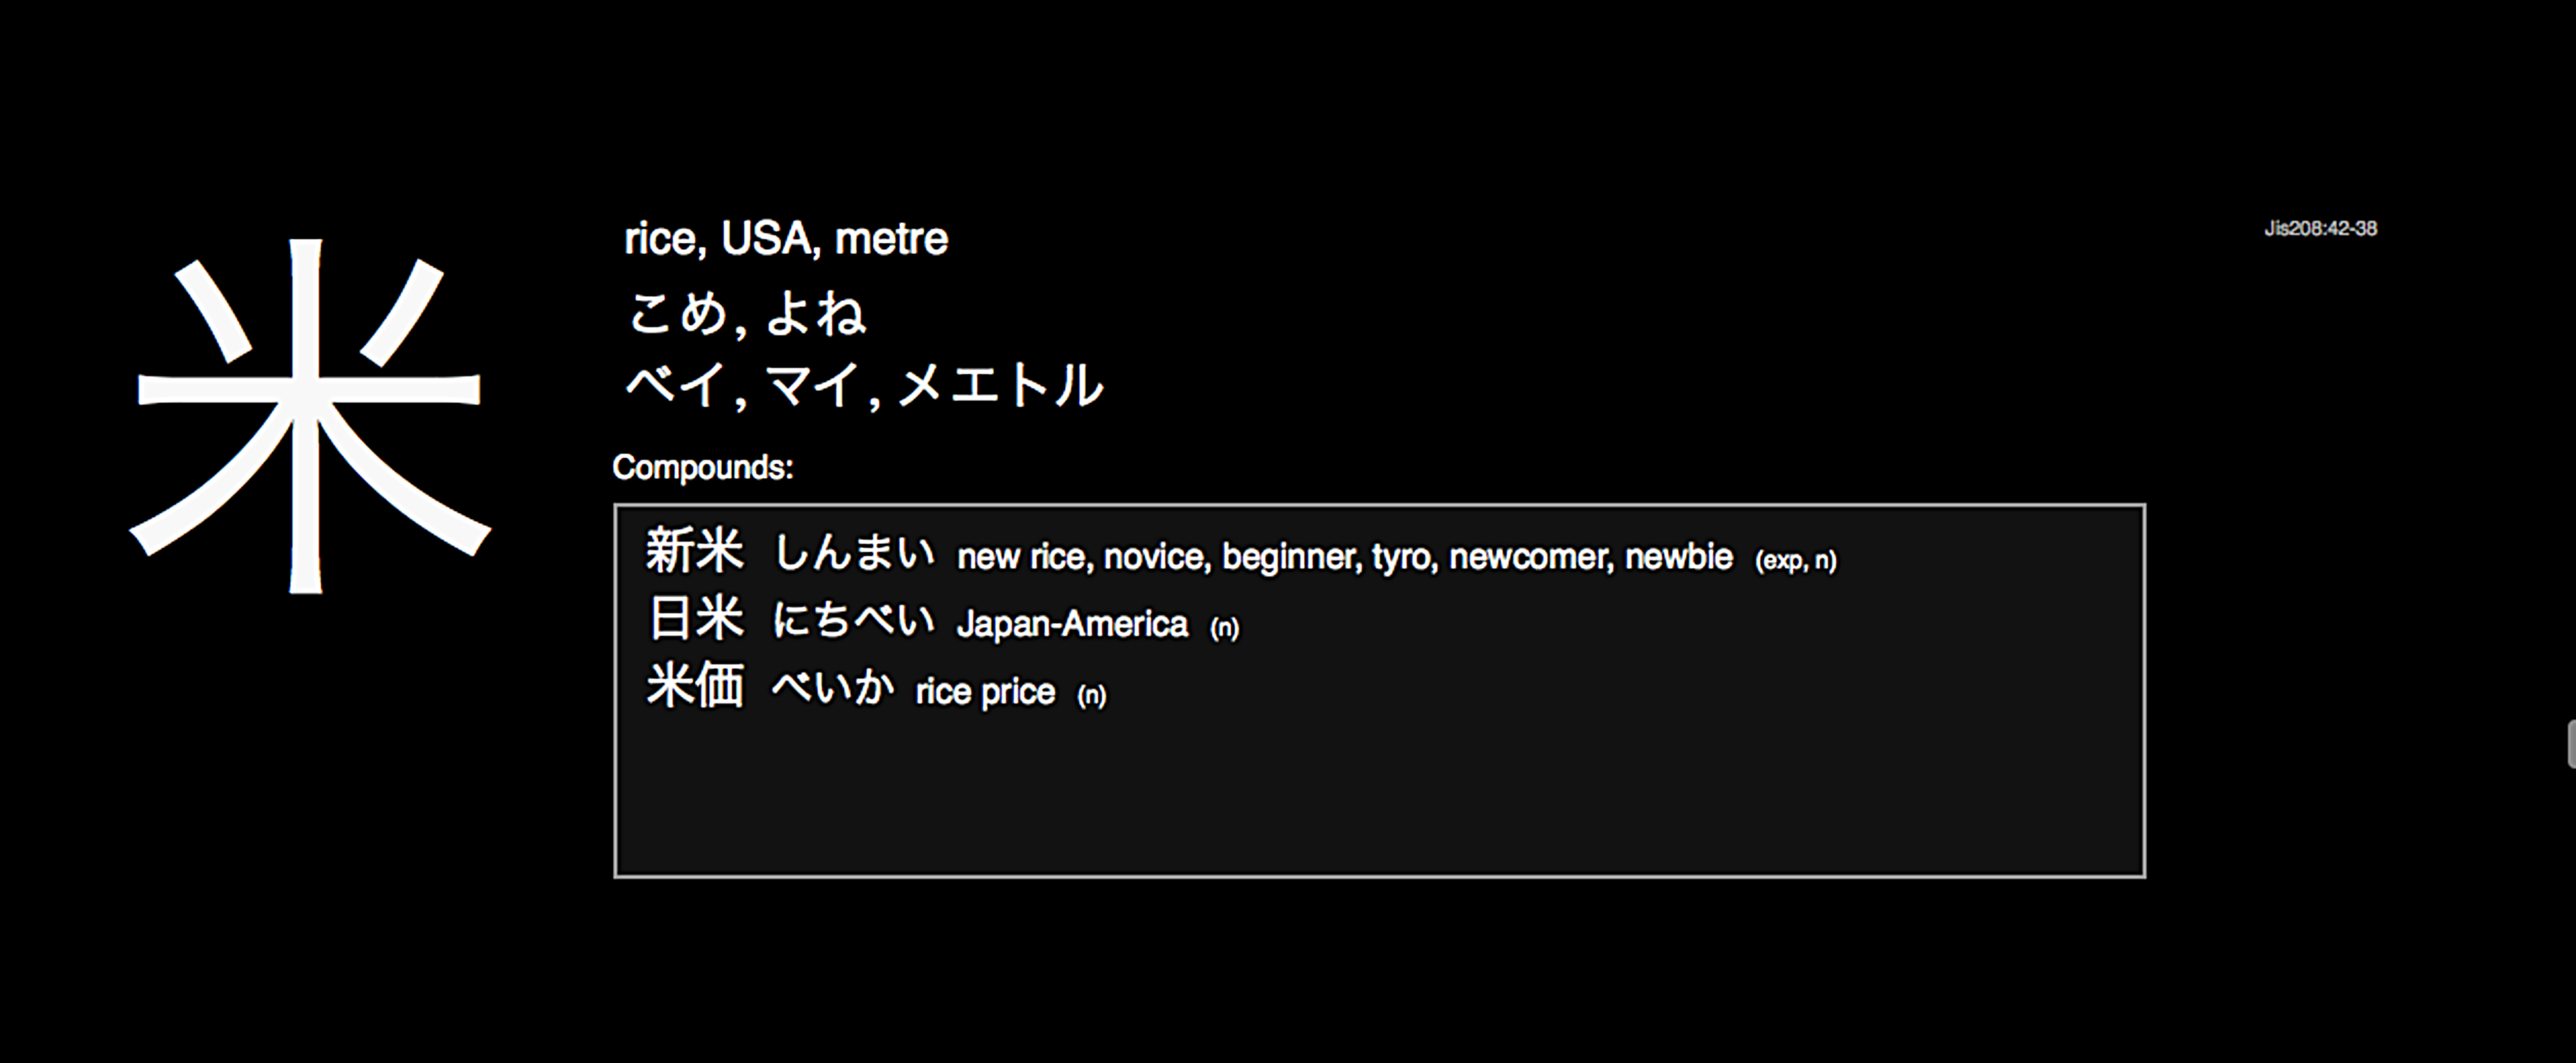 米
rice, USA, metre
Jis208:42-38
こめ, よね
ベイ, マイ, メエトル
Compounds:
新米 しんまい new rice, novice, beginner, tyro, newcomer, newbie (exp, n)
日米 にちべい Japan-America (n)
米価 べいか rice price (n)